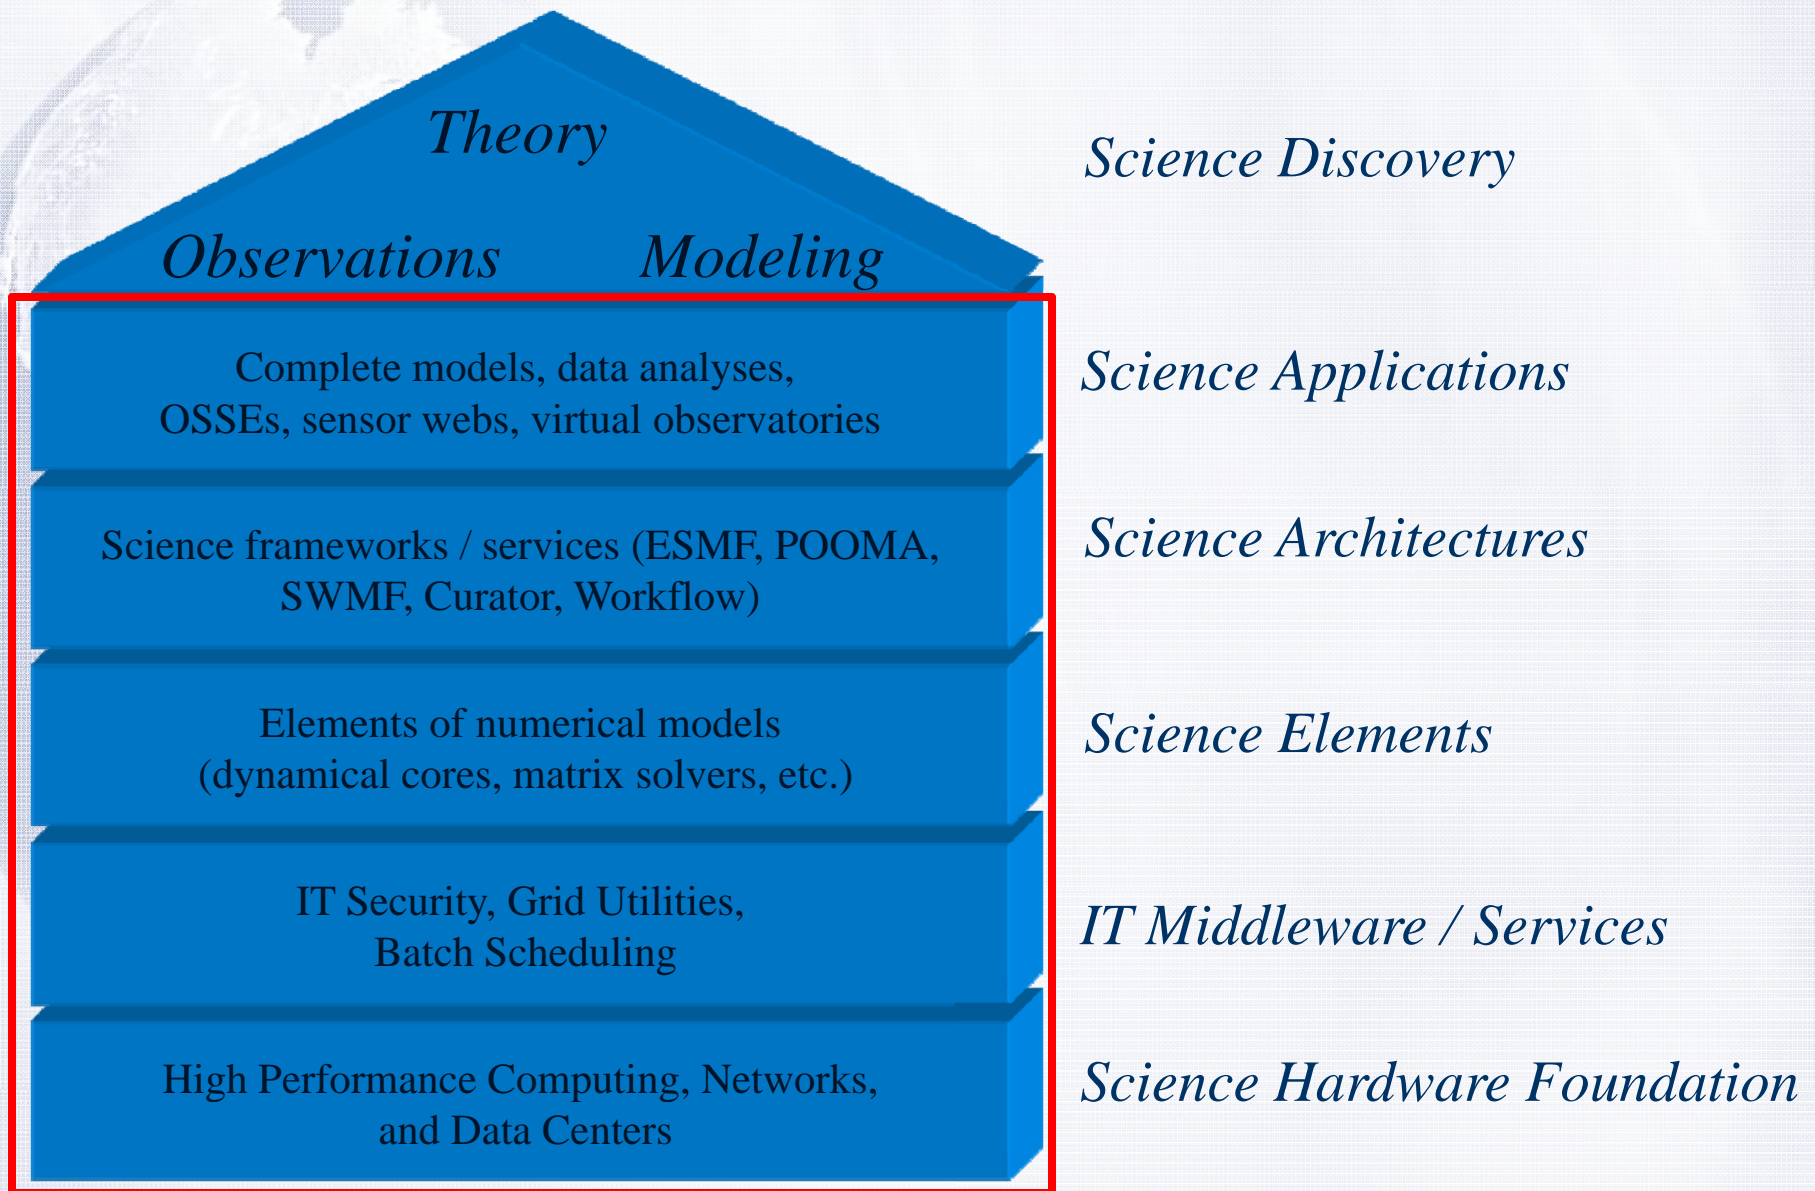 Theory
Science Discovery
Observations Modeling
Complete models, data analyses,
OSSEs, sensor webs, virtual observatories
Science Applications
Science frameworks / services (ESMF, POOMA,
SWMF, Curator, Workflow)
Science Architectures
Elements of numerical models
(dynamical cores, matrix solvers, etc.)
Science Elements
IT Security, Grid Utilities,
Batch Scheduling
IT Middleware / Services
High Performance Computing, Networks,
and Data Centers
Science Hardware Foundation